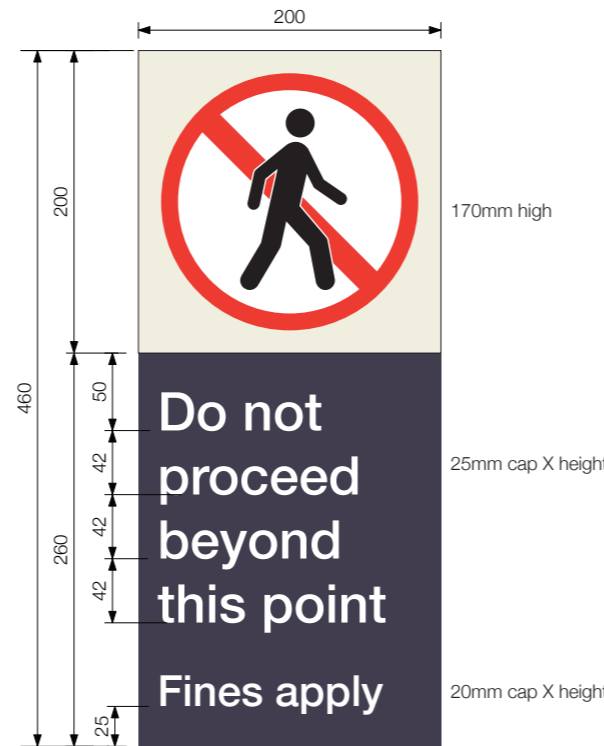 200
460
200
170mm high
260
50
42
42
42
25
Do not
proceed
beyond
this point
25mm cap X height
Fines apply
20mm cap X height